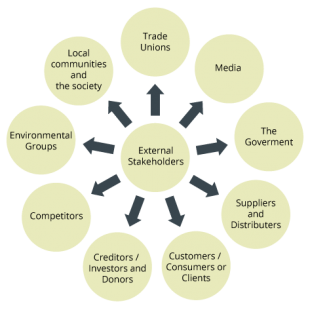 Trade
Unions
Media
The
Goverment
Suppliers
and
Distributers
Customers /
Consumers or
Clients
Creditors /
Investors and
Donors
Competitors
Environmental
Groups
Local
communities
and
the society
External
Stakeholders